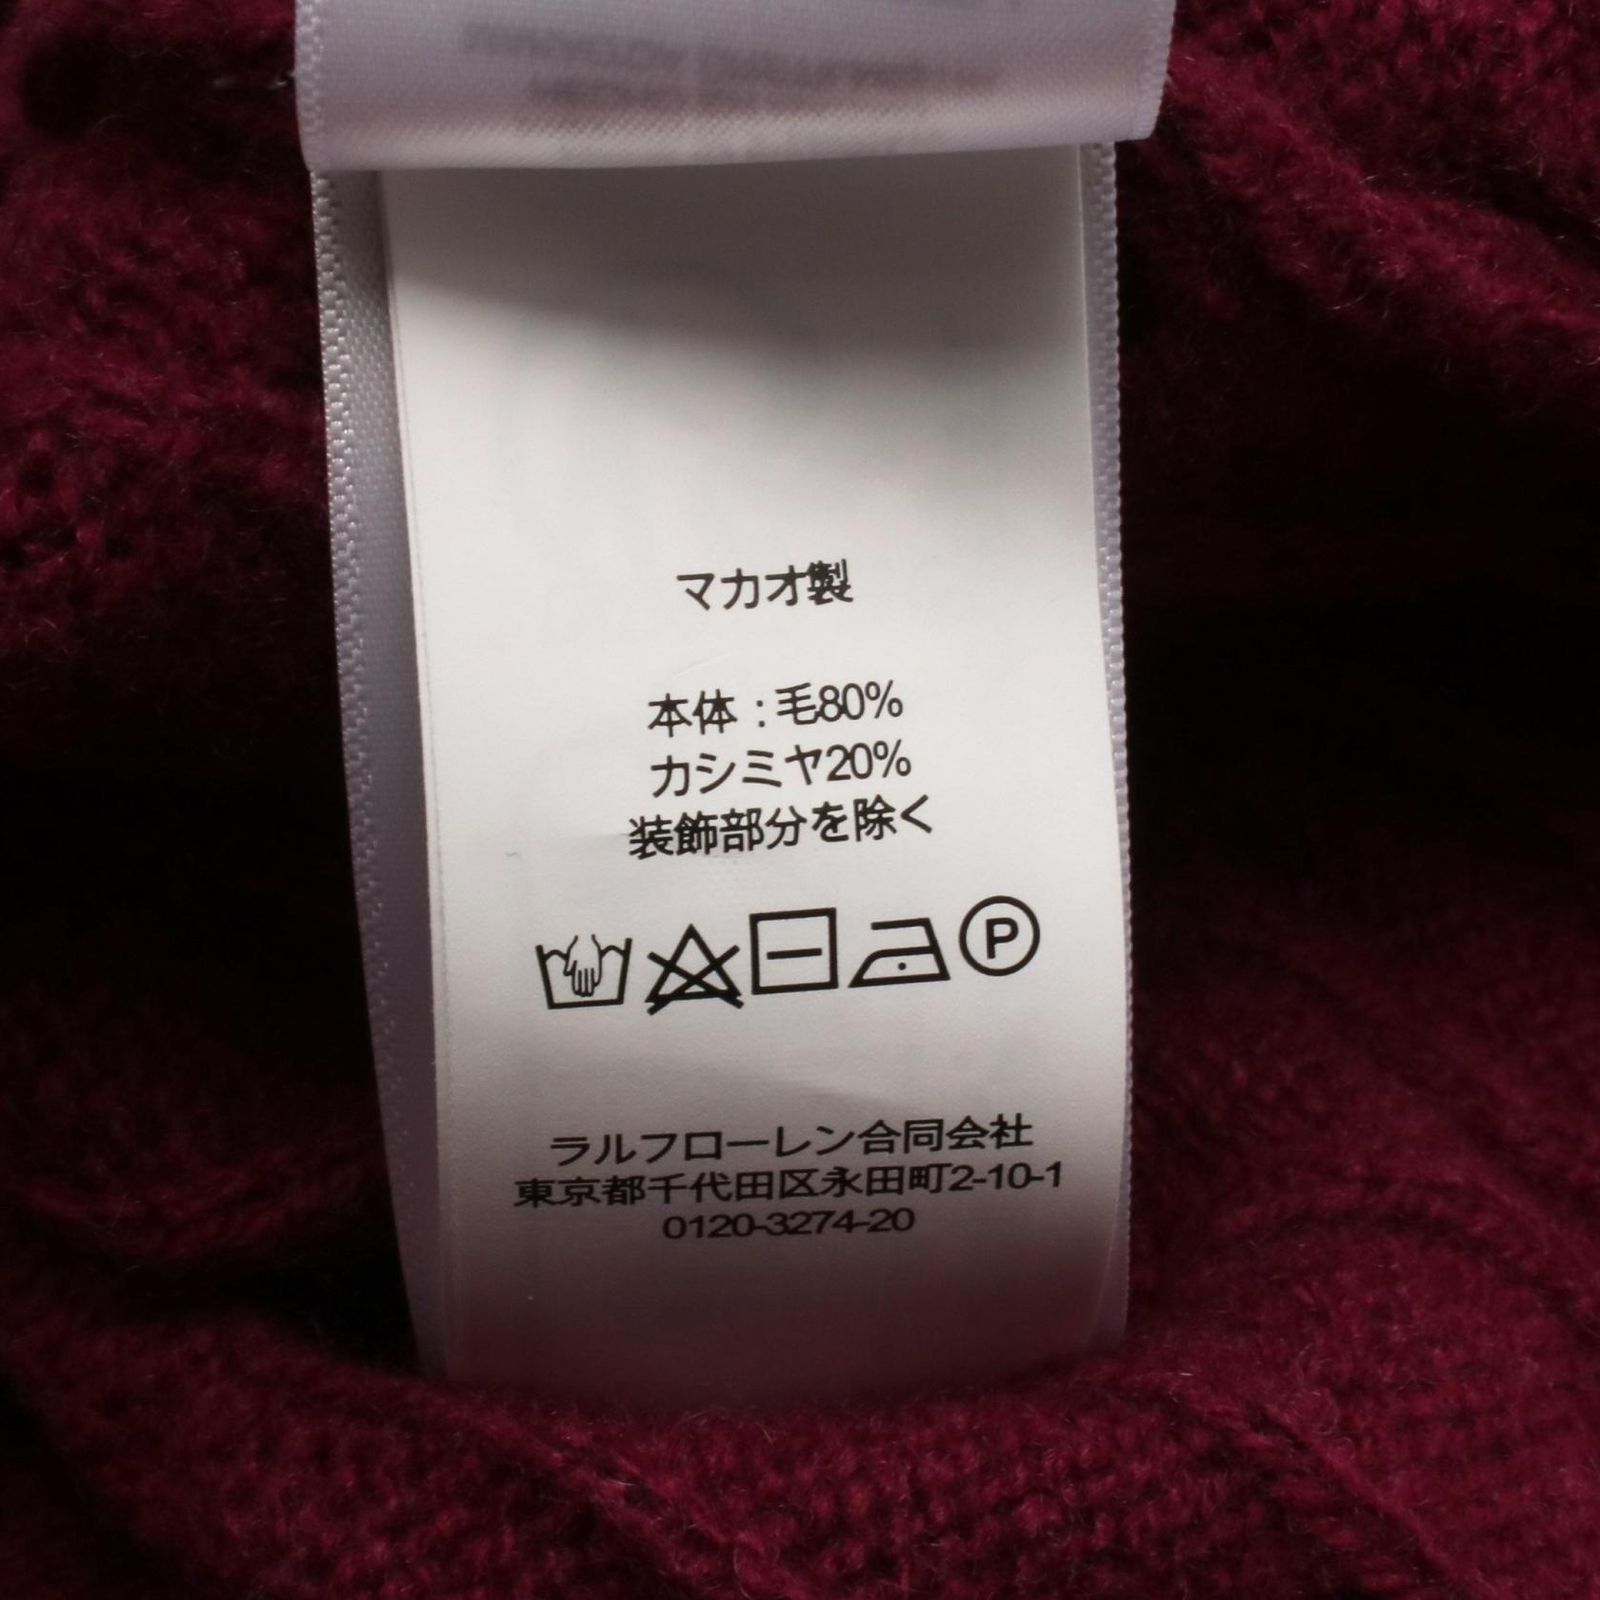 マカオ製
本体 : 毛80%
カシミヤ20%
装飾部分を除く
P
ラルフローレン合同会社
東京都千代田区永田町2-10-1
0120-3274-20